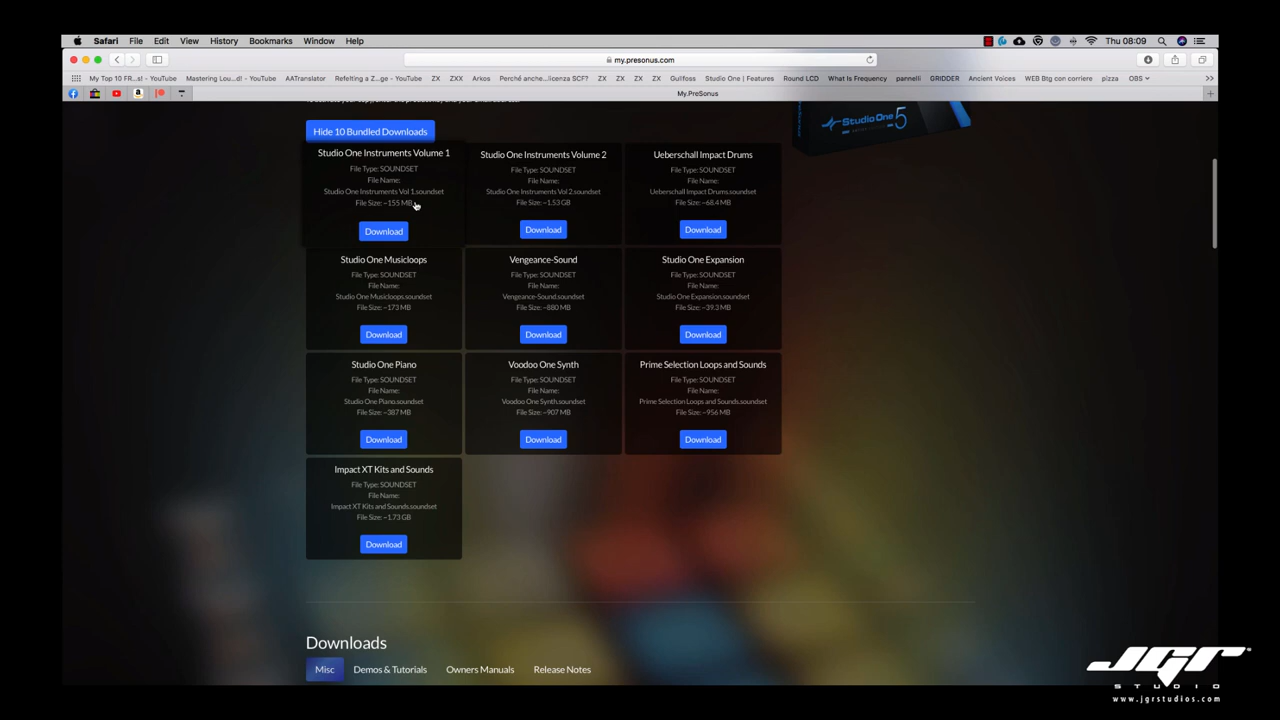 Safari File Edit View History Bookmarks Window Help
Thu 08:09
my.presonus.com
My Top 10 FR...s! - YouTube Mastering Lou...d! - YouTube AATranslator Refelting a Z...ge - YouTube ZX ZXX Arkos Perché anche...licenza SCF? ZX ZX ZX ZX Gulfoss Studio One | Features Round LCD What Is Frequency pannelli GRIDDER Ancient Voices WEB Btg con corriere pizza OBS
My.PreSonus
Hide 10 Bundled Downloads
Studio One 5
Studio One Instruments Volume 1
File Type: SOUNDSET
File Name:
Studio One Instruments Vol 1.soundset
File Size: ~155 MB
Download
Studio One Instruments Volume 2
File Type: SOUNDSET
File Name:
Studio One Instruments Vol 2.soundset
File Size: ~1.53 GB
Download
Ueberschall Impact Drums
File Type: SOUNDSET
File Name:
Ueberschall Impact Drums.soundset
File Size: ~68.4 MB
Download
Studio One Musicloops
File Type: SOUNDSET
File Name:
Studio One Musicloops.soundset
File Size: ~173 MB
Download
Vengeance-Sound
File Type: SOUNDSET
File Name:
Vengeance-Sound.soundset
File Size: ~880 MB
Download
Studio One Expansion
File Type: SOUNDSET
File Name:
Studio One Expansion.soundset
File Size: ~39.3 MB
Download
Studio One Piano
File Type: SOUNDSET
File Name:
Studio One Piano.soundset
File Size: ~387 MB
Download
Voodoo One Synth
File Type: SOUNDSET
File Name:
Voodoo One Synth.soundset
File Size: ~907 MB
Download
Prime Selection Loops and Sounds
File Type: SOUNDSET
File Name:
Prime Selection Loops and Sounds.soundset
File Size: ~956 MB
Download
Impact XT Kits and Sounds
File Type: SOUNDSET
File Name:
Impact XT Kits and Sounds.soundset
File Size: ~1.73 GB
Download
Downloads
Misc Demos & Tutorials Owners Manuals Release Notes
JGR
STUDIO
www.jgrstudios.com